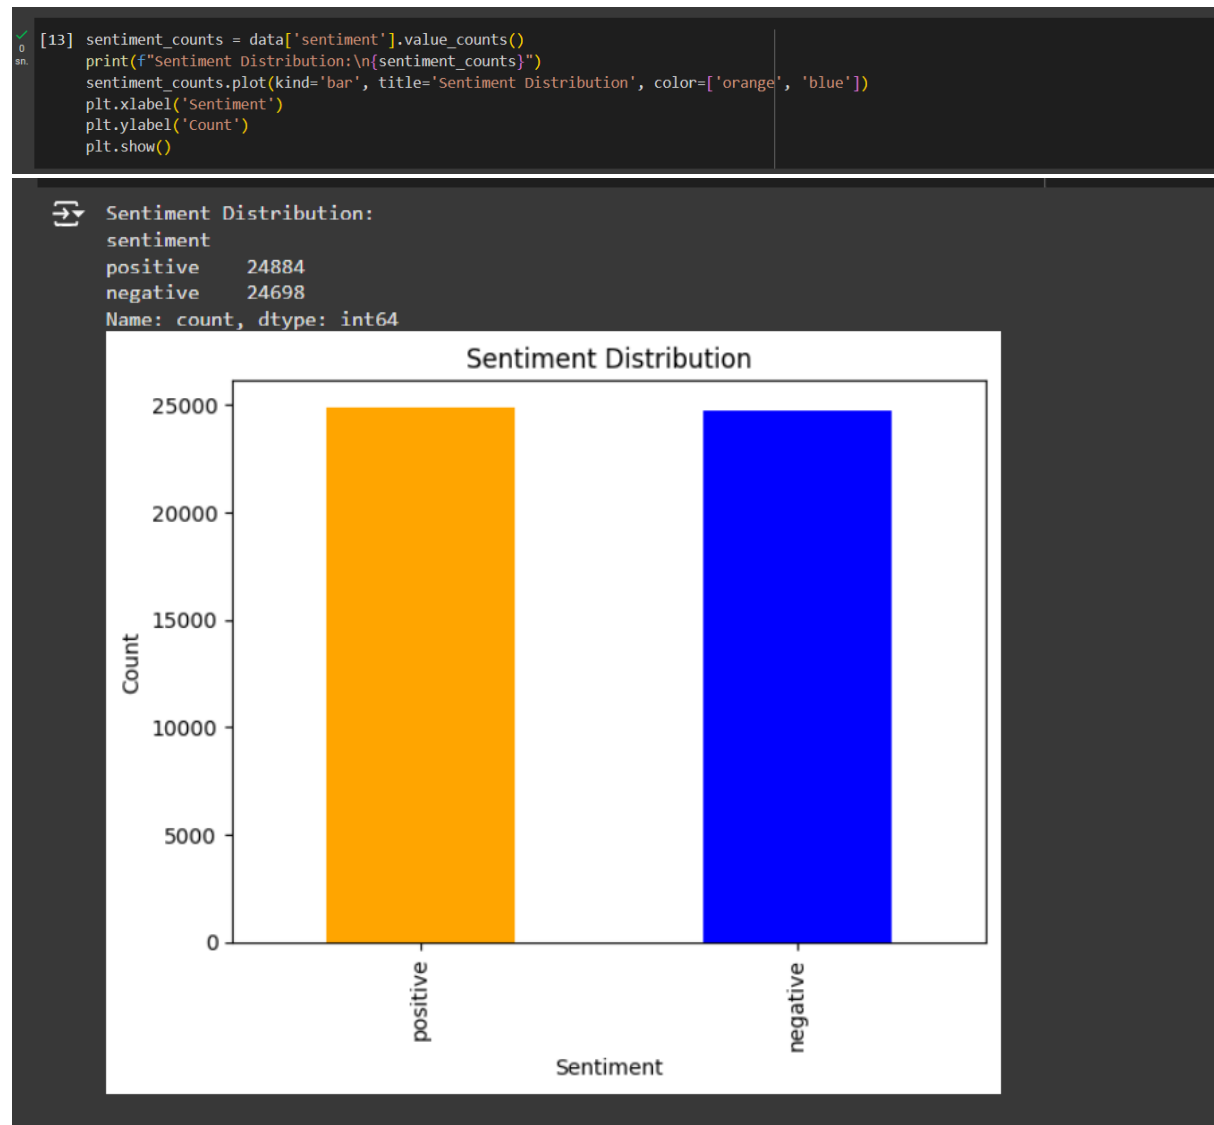 [13] sentiment_counts = data['sentiment'].value_counts()
0 print(f"Sentiment Distribution:\n{sentiment_counts}")
sn. sentiment_counts.plot(kind='bar', title='Sentiment Distribution', color=['orange', 'blue'])
plt.xlabel('Sentiment')
plt.ylabel('Count')
plt.show()
Sentiment Distribution:
sentiment
positive    24884
negative    24698
Name: count, dtype: int64
Sentiment Distribution
25000
20000
15000
10000
5000
0
Count
positive
negative
Sentiment